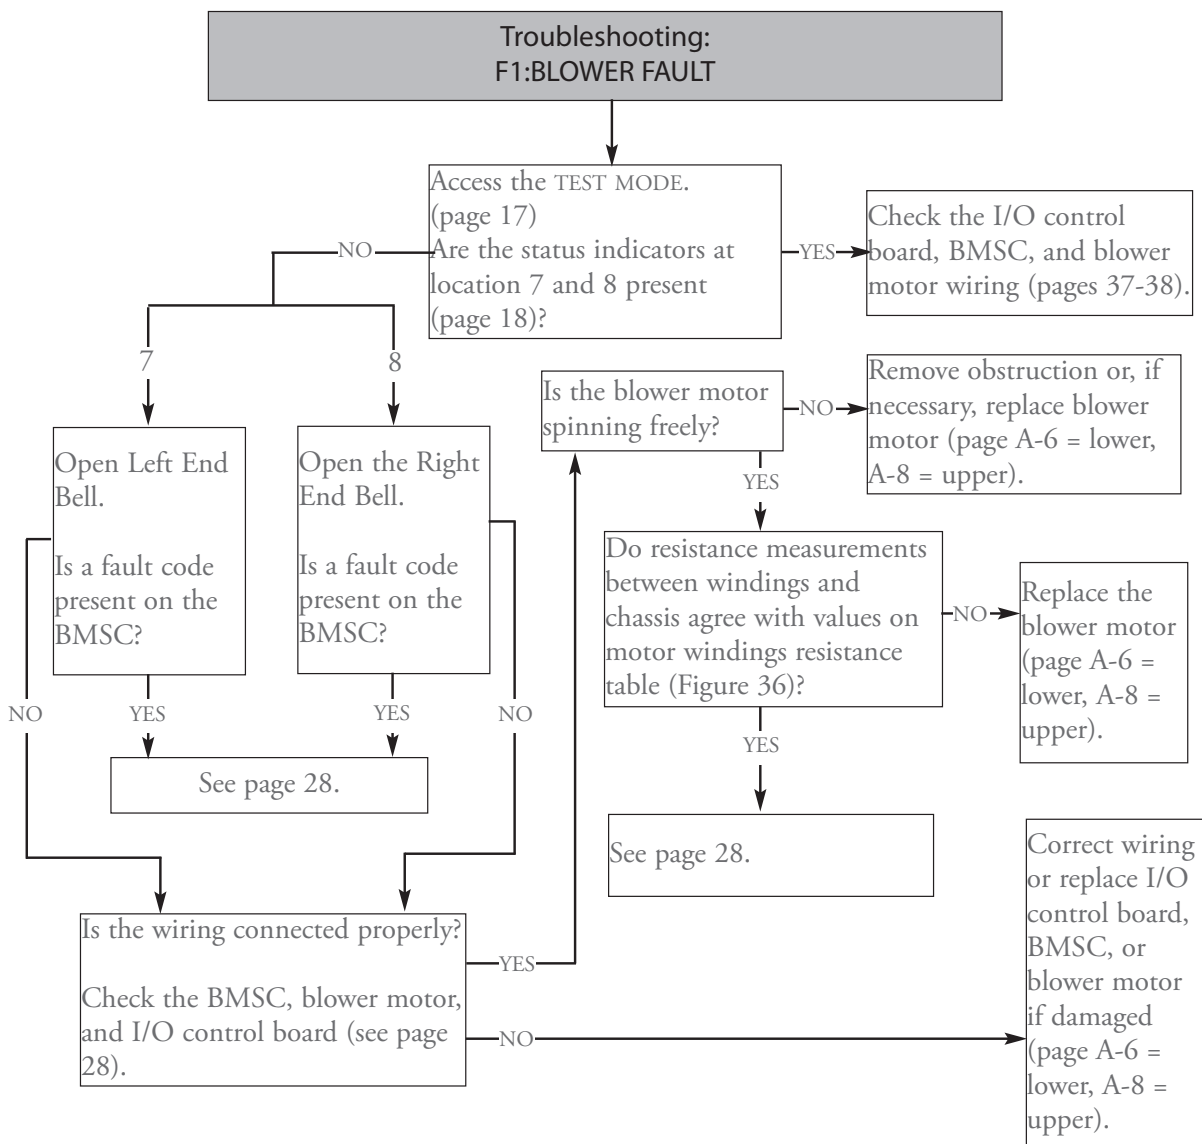 Troubleshooting:
F1:BLOWER FAULT
Access the TEST MODE.
(page 17)
Are the status indicators at
location 7 and 8 present
(page 18)?
NO
YES
Check the I/O control
board, BMSC, and blower
motor wiring (pages 37-38).
7
8
Open Left End
Bell.
Is a fault code
present on the
BMSC?
Open the Right
End Bell.
Is a fault code
present on the
BMSC?
Is the blower motor
spinning freely?
NO
Remove obstruction or, if
necessary, replace blower
motor (page A-6 = lower,
A-8 = upper).
YES
Do resistance measurements
between windings and
chassis agree with values on
motor windings resistance
table (Figure 36)?
NO
Replace the
blower motor
(page A-6 =
lower, A-8 =
upper).
NO
YES
YES
NO
See page 28.
YES
See page 28.
Is the wiring connected properly?
Check the BMSC, blower motor,
and I/O control board (see page
28).
YES
NO
Correct wiring
or replace I/O
control board,
BMSC, or
blower motor
if damaged
(page A-6 =
lower, A-8 =
upper).